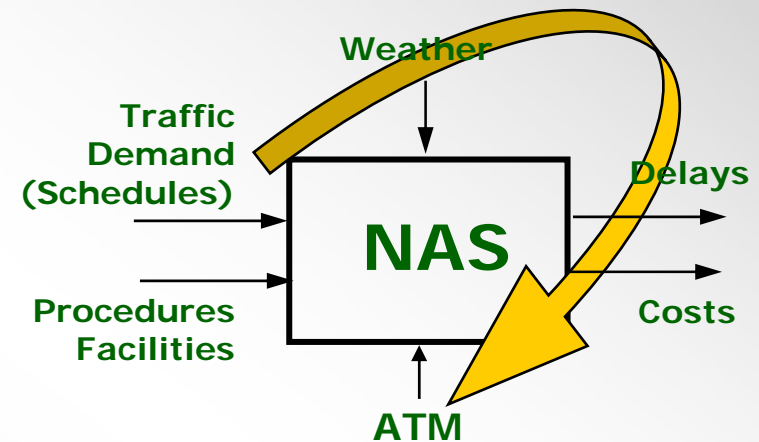 Weather
Traffic
Demand
(Schedules)
Delays
NAS
Procedures
Facilities
Costs
ATM